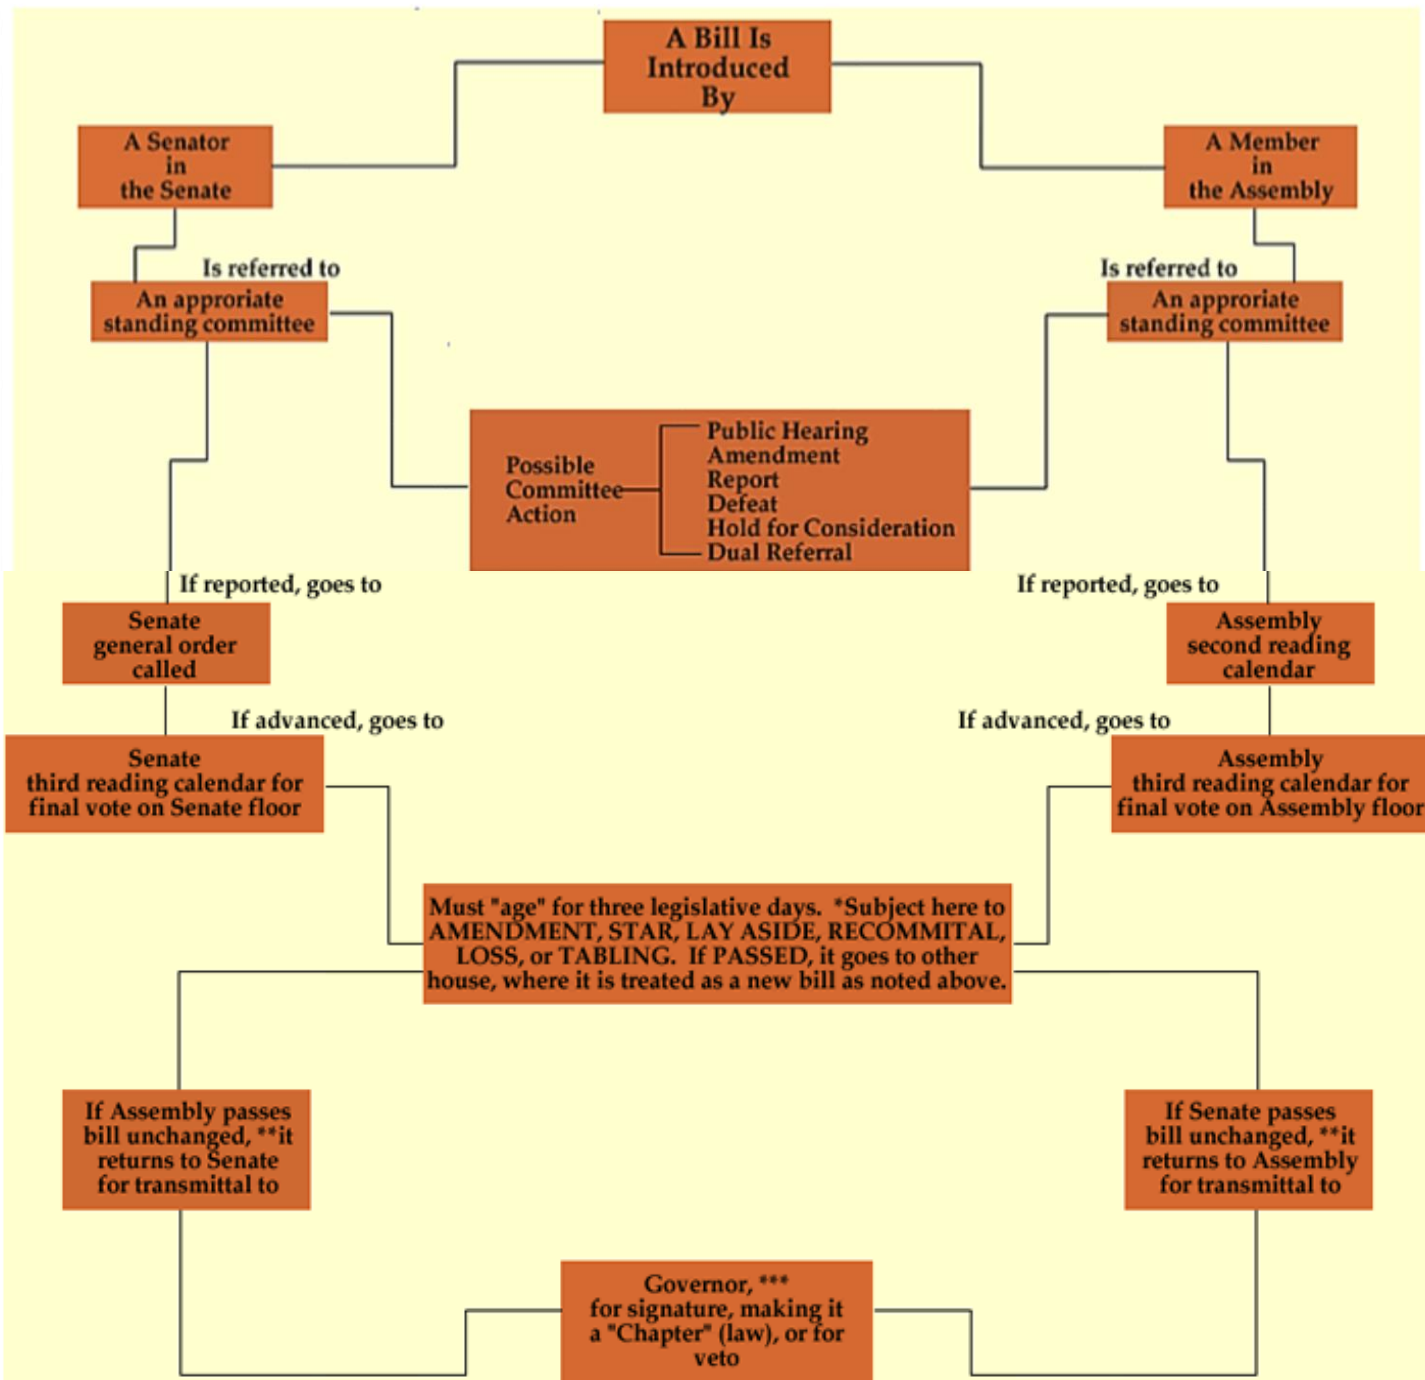 A Bill Is
Introduced
By
A Senator
in
the Senate
A Member
in
the Assembly
Is referred to
Is referred to
An approriate
standing committee
An approriate
standing committee
Possible
Committee
Action
Public Hearing
Amendment
Report
Defeat
Hold for Consideration
Dual Referral
If reported, goes to
If reported, goes to
Senate
general order
called
Assembly
second reading
calendar
If advanced, goes to
If advanced, goes to
Senate
third reading calendar for
final vote on Senate floor
Assembly
third reading calendar for
final vote on Assembly floor
Must "age" for three legislative days.  *Subject here to
AMENDMENT, STAR, LAY ASIDE, RECOMMITAL,
LOSS, or TABLING.  If PASSED, it goes to other
house, where it is treated as a new bill as noted above.
If Assembly passes
bill unchanged, **it
returns to Senate
for transmittal to
If Senate passes
bill unchanged, **it
returns to Assembly
for transmittal to
Governor, ***
for signature, making it
a "Chapter" (law), or for
veto